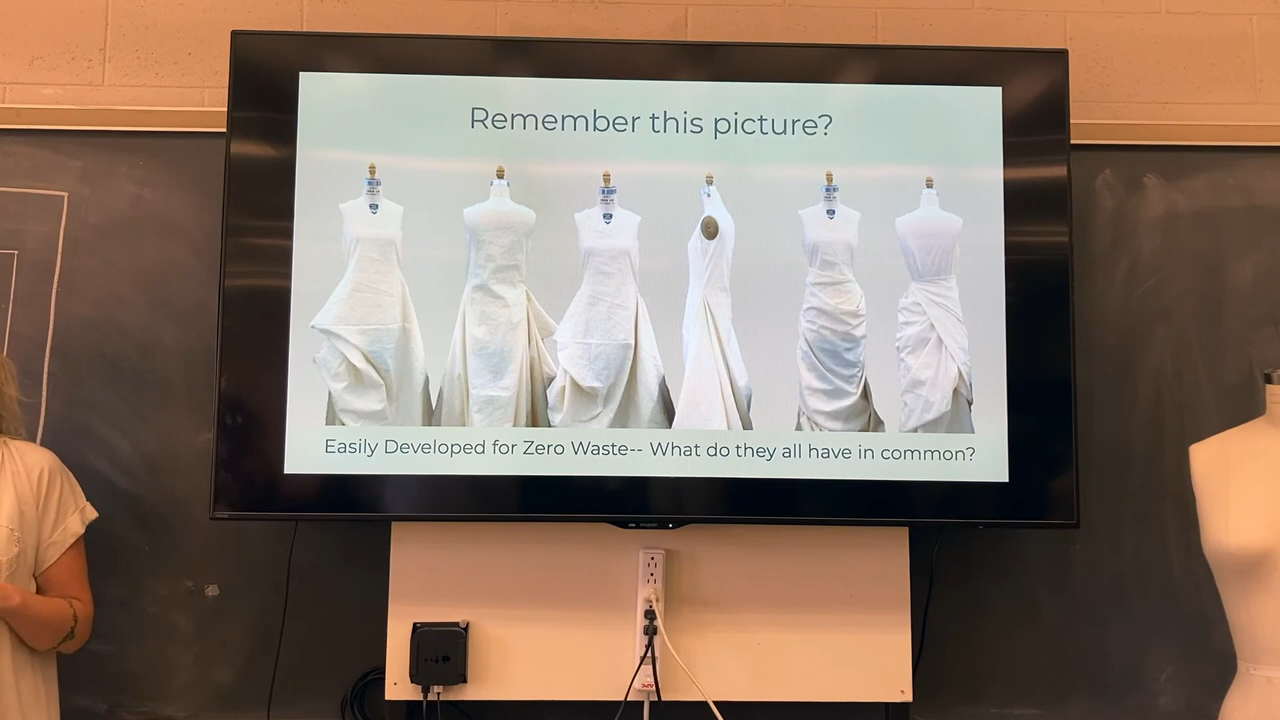 Remember this picture?
Easily Developed for Zero Waste-- What do they all have in common?